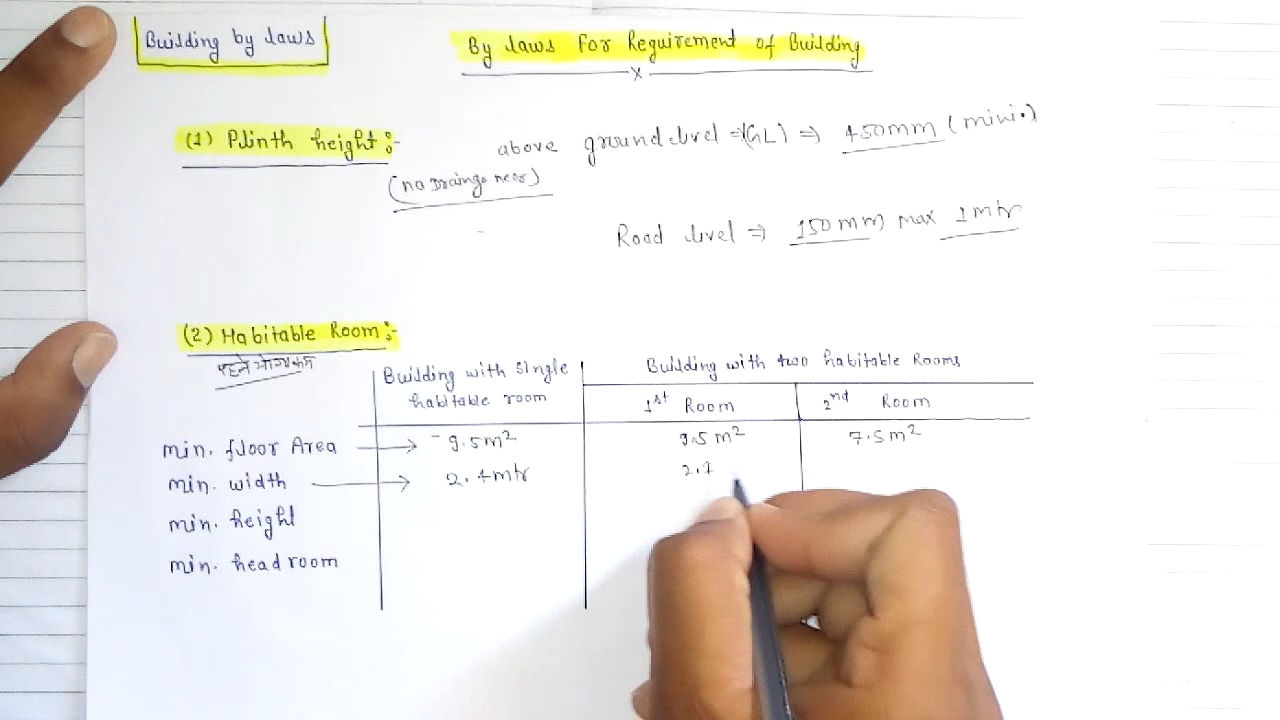 Building by laws
By laws For Requirement of Building
(1) Plinth height:-
above ground level ⇒(GL) ⇒ 450mm (mini.)
(no Drainge near)
Road level ⇒ 150mm max 1mtr
(2) Habitable Room:-
Building with single habitable room
Building with two habitable Rooms
1st Room
2nd Room
min. floor Area → 9.5m² 9.5m² 7.5m²
min. width → 2.4mtr 2.4
min. height
min. head room